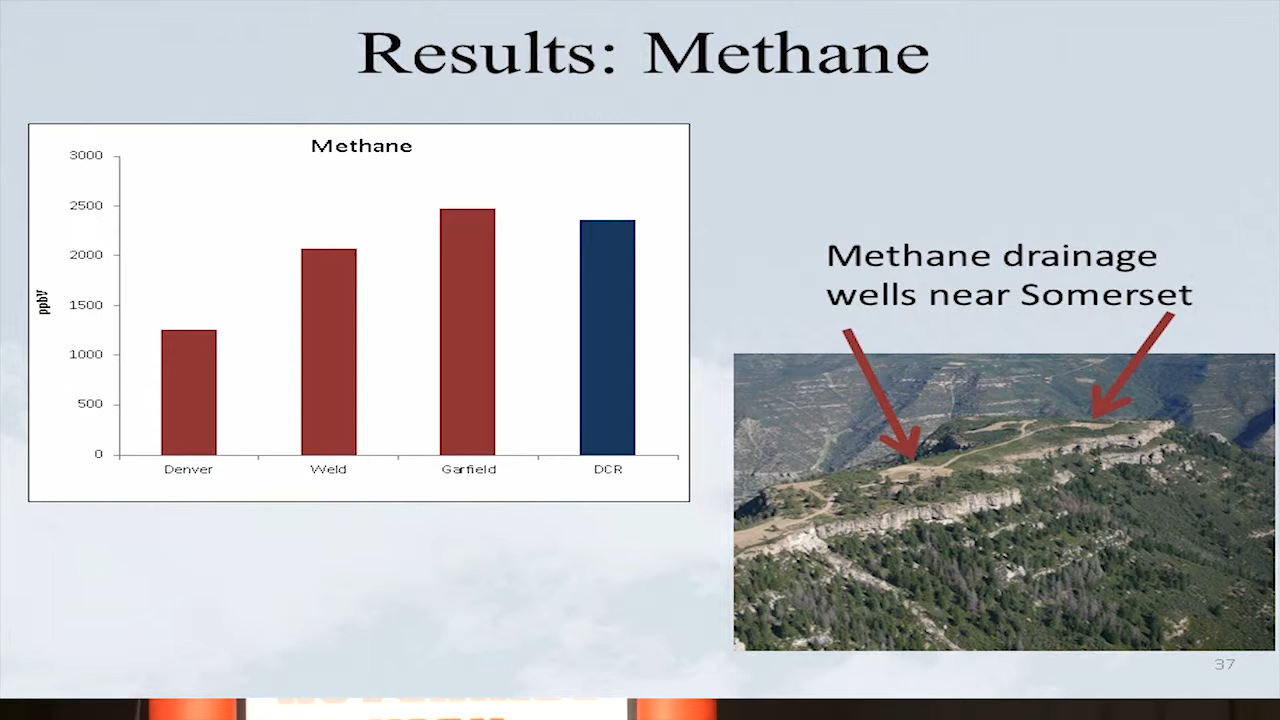 Results: Methane
Methane
3000
2500
2000
1500
1000
500
0
ppbV
Denver
Weld
Garfield
DCR
Methane drainage
wells near Somerset
37